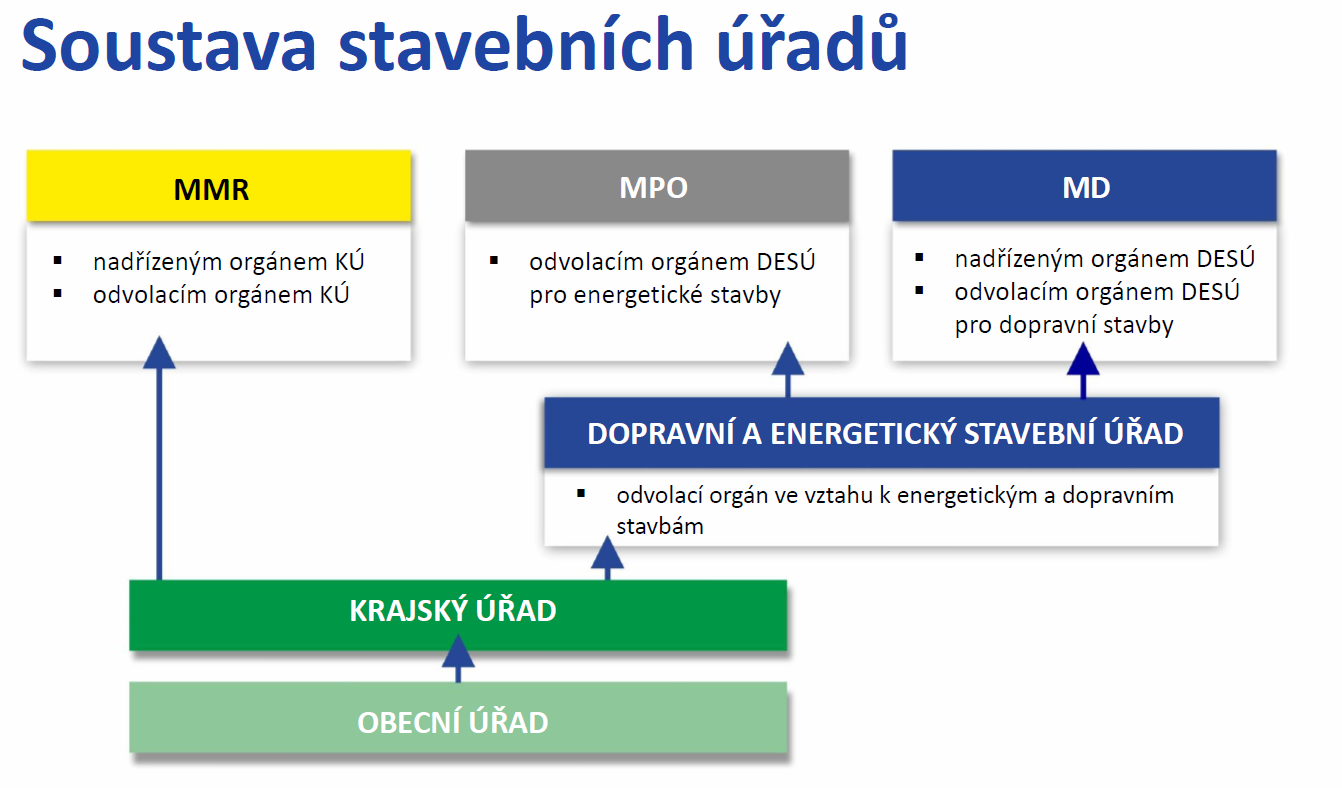 Soustava stavebních úřadů
MMR
▪ nadřízeným orgánem KÚ
▪ odvolacím orgánem KÚ
MPO
▪ odvolacím orgánem DESÚ
pro energetické stavby
MD
▪ nadřízeným orgánem DESÚ
▪ odvolacím orgánem DESÚ
pro dopravní stavby
DOPRAVNÍ A ENERGETICKÝ STAVEBNÍ ÚŘAD
▪ odvolací orgán ve vztahu k energetickým a dopravním
stavbám
KRAJSKÝ ÚŘAD
OBECNÍ ÚŘAD